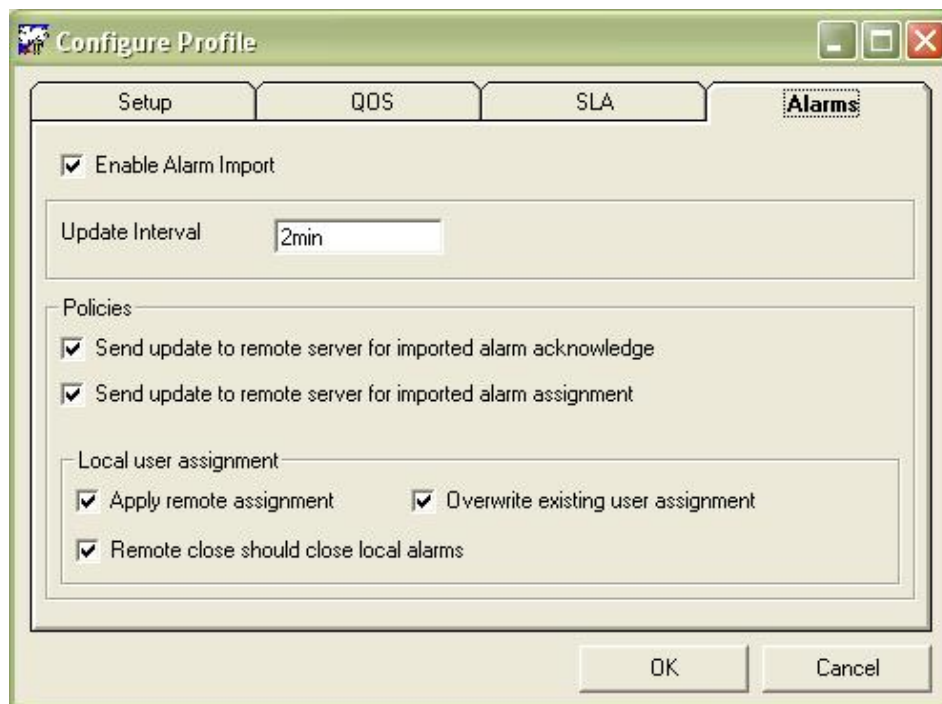 Configure Profile
Setup QOS SLA Alarms
Enable Alarm Import
Update Interval 2min
Policies
Send update to remote server for imported alarm acknowledge
Send update to remote server for imported alarm assignment
Local user assignment
Apply remote assignment Overwrite existing user assignment
Remote close should close local alarms
OK Cancel